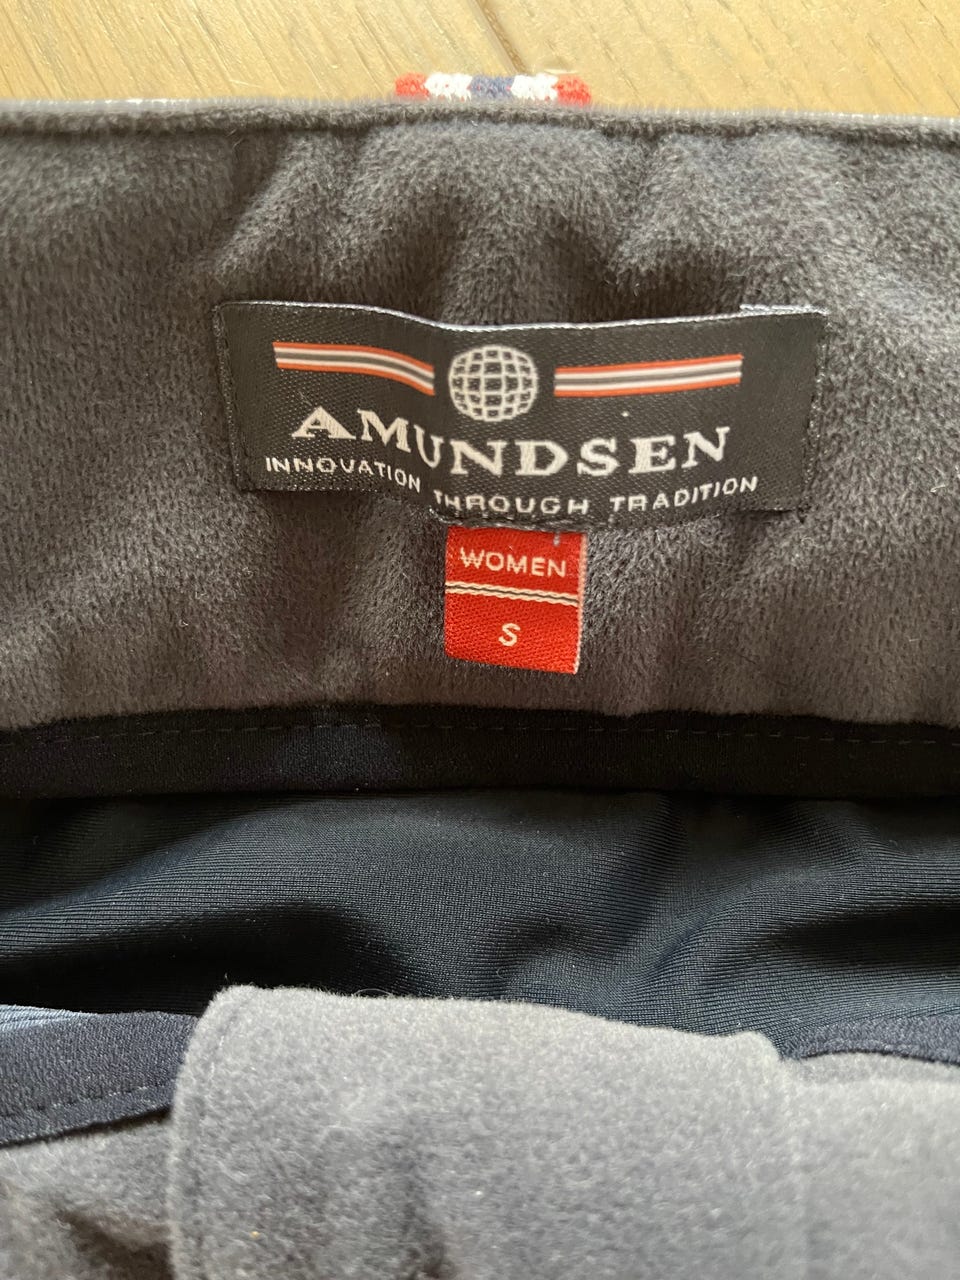 AMUNDSEN
INNOVATION THROUGH TRADITION
WOMEN
S